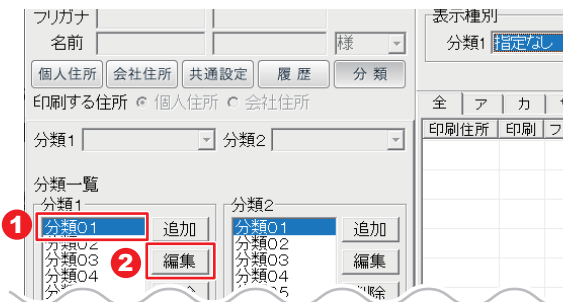 フリガナ
名前 様
個人住所 会社住所 共通設定 履 歴 分 類
印刷する住所 個人住所 会社住所
分類1 分類2
分類一覧
分類1
1 分類01 追加
分類02
2 分類03 編集
分類04
分類2
分類01 追加
分類02
分類03 編集
分類04
表示種別
分類1 指定なし
全 ア カ
印刷住所 印刷 フ